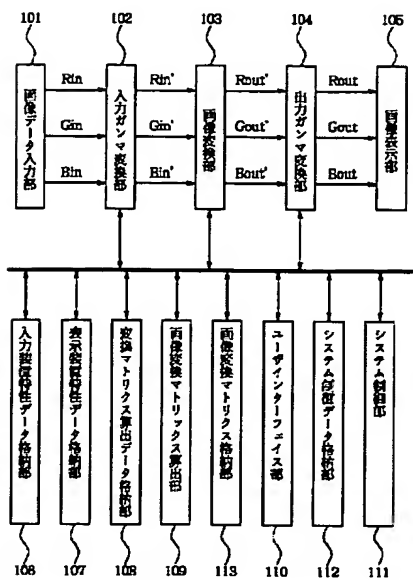 101
102
103
104
105
Rin
Rin'
Rout'
Rout
Gin
Gin'
Gout'
Gout
Bin
Bin'
Bout'
Bout
画像データ入力部
入力ガンマ変換部
画像変換部
出力ガンマ変換部
画像表示部
入力装置特性データ格納部
表示装置特性データ格納部
変換マトリクス算出データ格納部
画像変換マトリックス算出部
画像変換マトリクス格納部
ユーザインターフェイス部
システム データ格納部
システム制御部
106
107
108
109
113
110
112
111